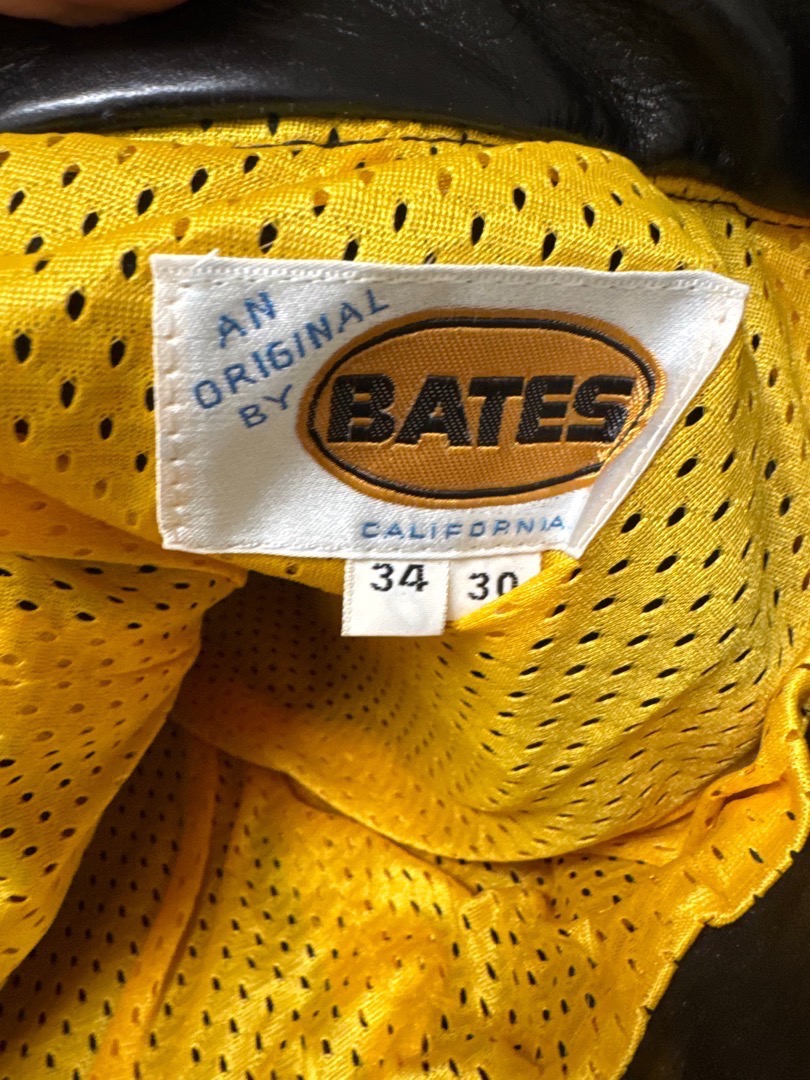 AN
ORIGINAL
BY
BATES
CALIFORNIA
34 30